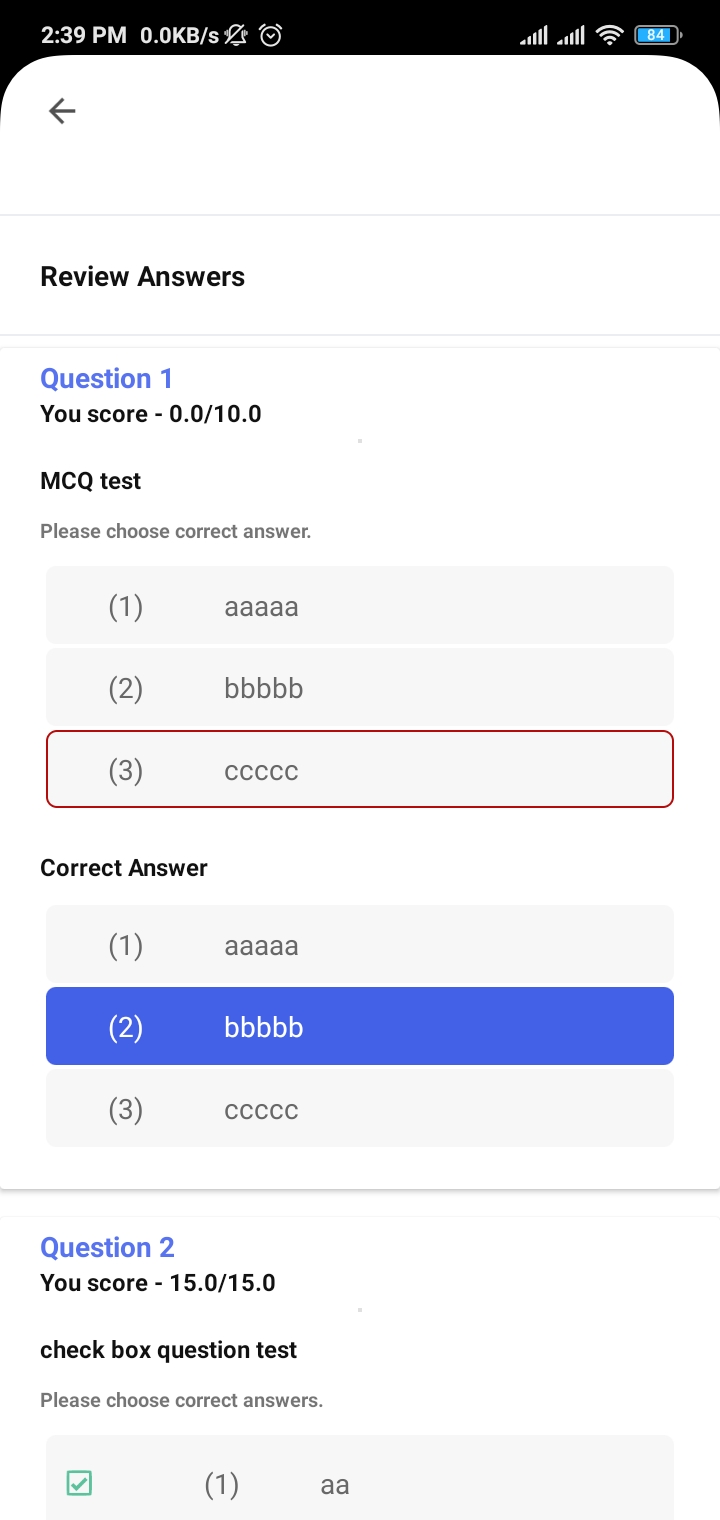 2:39 PM 0.0KB/s 84
Review Answers
Question 1
You score - 0.0/10.0
MCQ test
Please choose correct answer.
(1) aaaaa
(2) bbbbb
(3) ccccc
Correct Answer
(1) aaaaa
(2) bbbbb
(3) ccccc
Question 2
You score - 15.0/15.0
check box question test
Please choose correct answers.
(1) aa